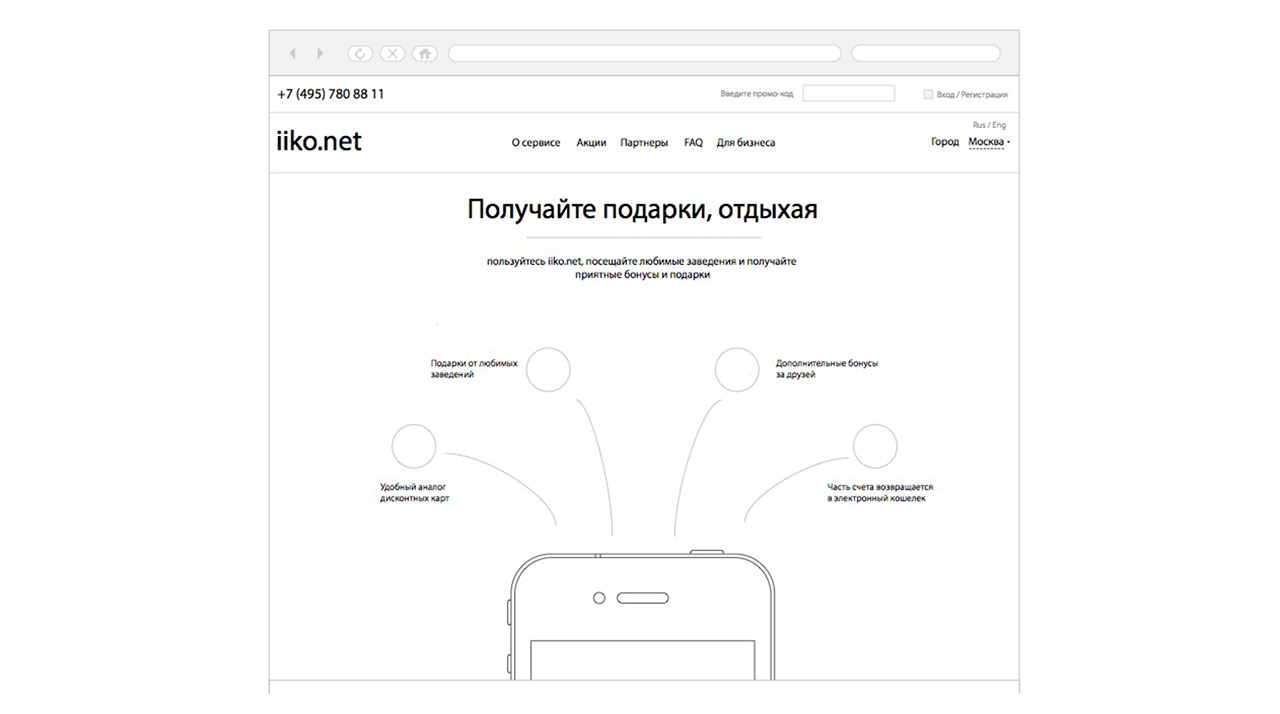 +7 (495) 780 88 11
Введите промо-код
Вход / Регистрация
Rus / Eng
iiko.net
О сервисе Акции Партнеры FAQ Для бизнеса
Город Москва
Получайте подарки, отдыхая
пользуйтесь iiko.net, посещайте любимые заведения и получайте
приятные бонусы и подарки
Подарки от любимых
заведений
Дополнительные бонусы
за друзей
Удобный аналог
дисконтных карт
Часть счета возвращается
в электронный кошелек